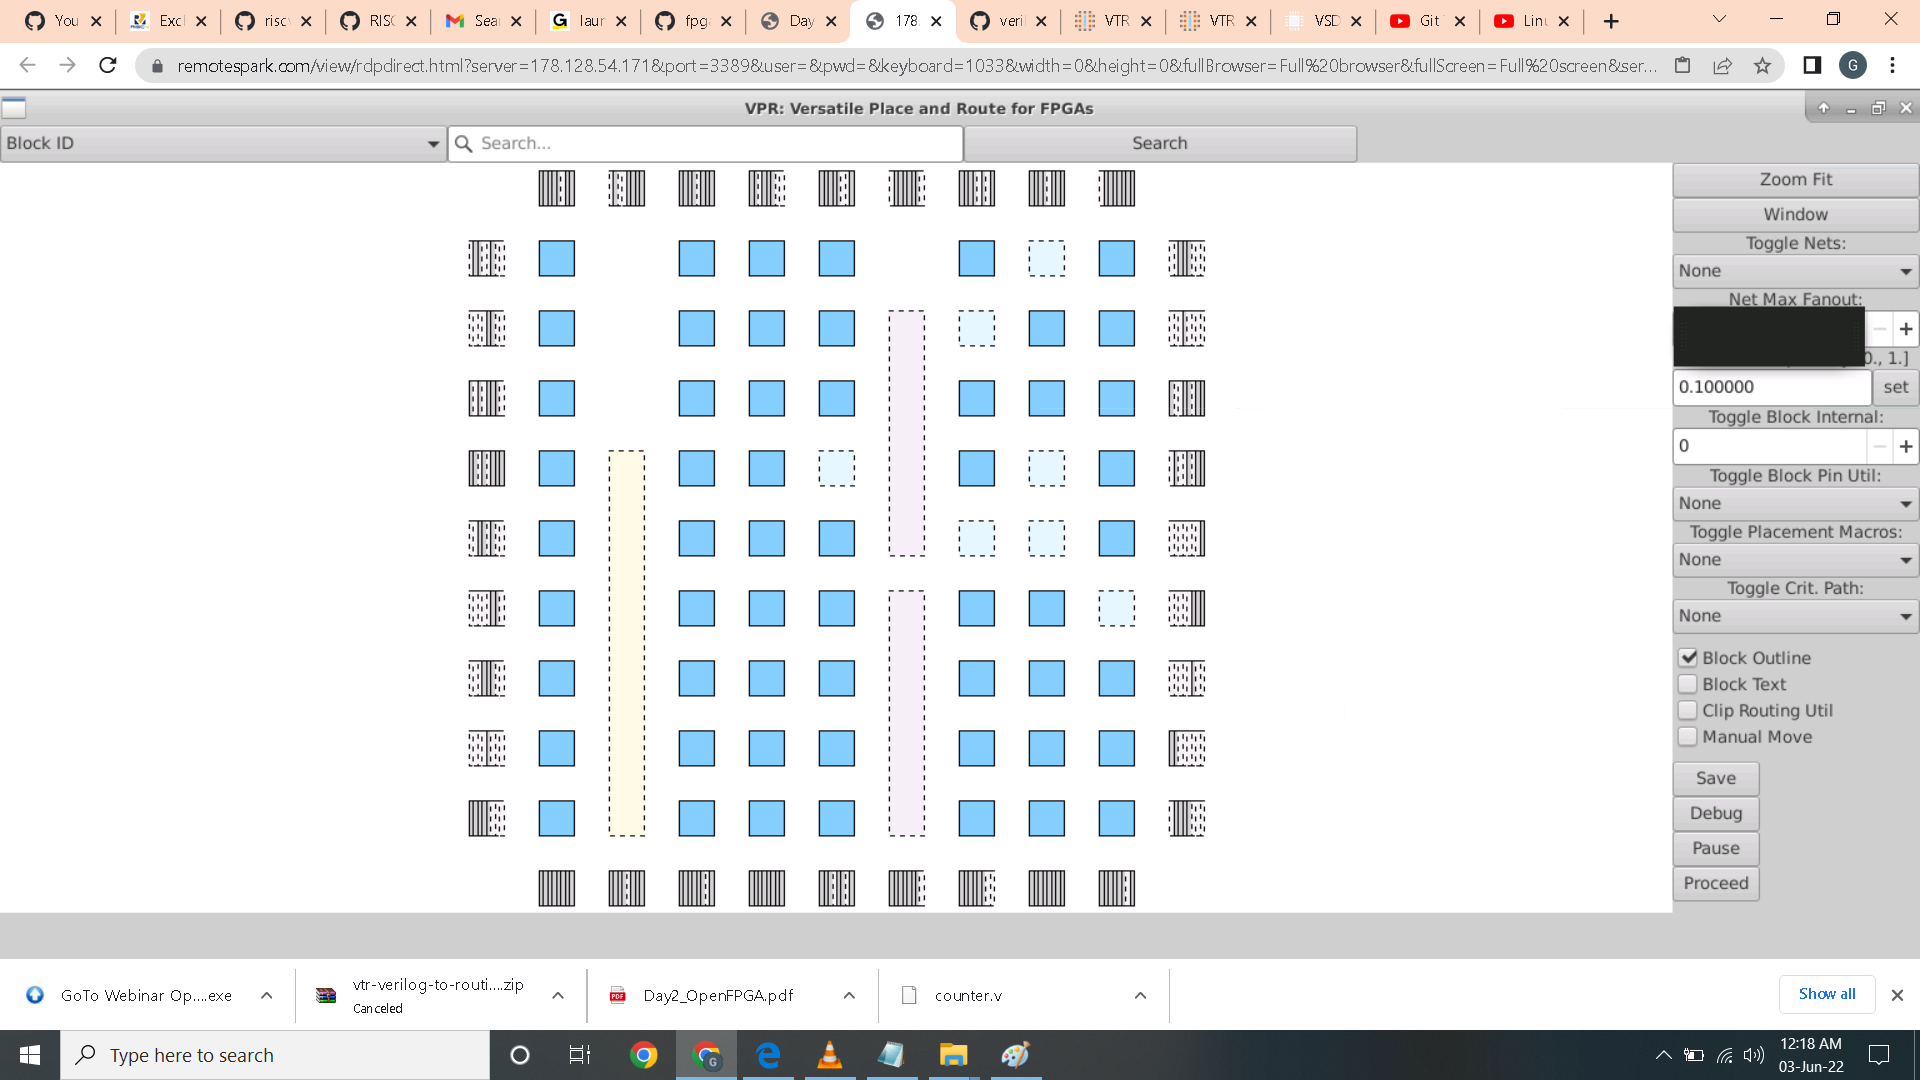 You
Excl
riscv
RISC
Sear
laun
fpga
Day
178.
veril
VTR
VTR
VSD
Git
Linu
remotespark.com/view/rdpdirect.html?server=178.128.54.171&port=3389&user=&pwd=&keyboard=1033&width=0&height=0&fullBrowser=Full%20browser&fullScreen=Full%20screen&ser...
G
VPR: Versatile Place and Route for FPGAs
Block ID
Search...
Search
Zoom Fit
Window
Toggle Nets:
None
Net Max Fanout:
0., 1.]
0.100000
set
Toggle Block Internal:
0
Toggle Block Pin Util:
None
Toggle Placement Macros:
None
Toggle Crit. Path:
None
Block Outline
Block Text
Clip Routing Util
Manual Move
Save
Debug
Pause
Proceed
GoTo Webinar Op....exe
vtr-verilog-to-routi....zip
Canceled
Day2_OpenFPGA.pdf
counter.v
Show all
Type here to search
12:18 AM
03-Jun-22